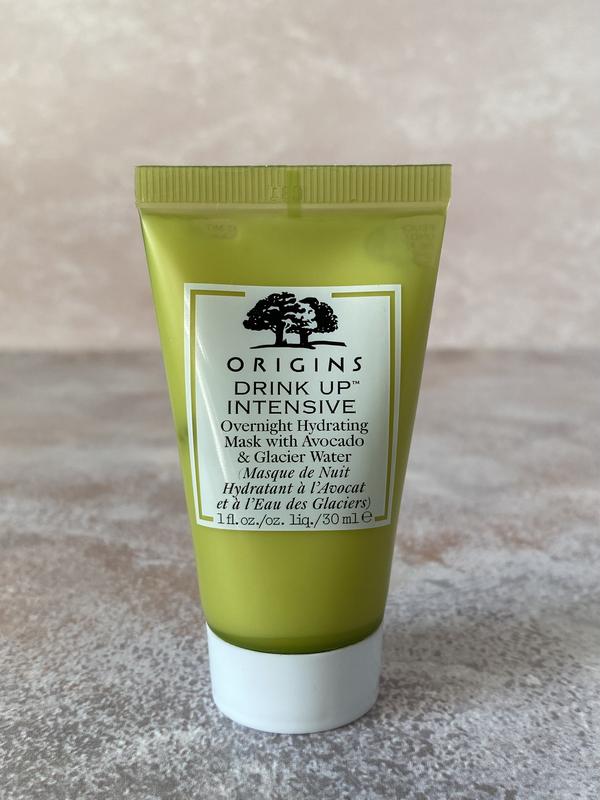 ORIGINS
DRINK UP™
INTENSIVE
Overnight Hydrating
Mask with Avocado
& Glacier Water
(Masque de Nuit
Hydratant à l'Avocat
et à l'Eau des Glaciers)
1 fl. oz./oz. liq./30 ml e